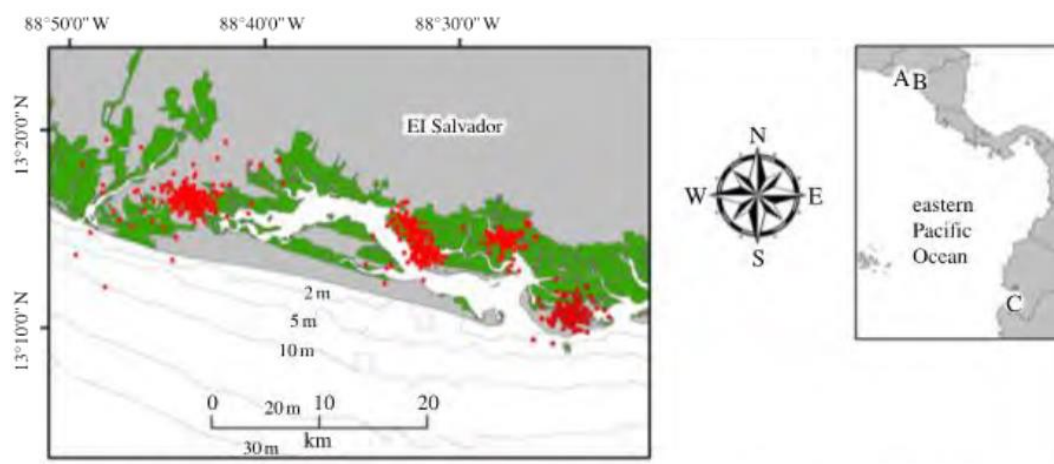 88°50'0"W 88°40'0"W 88°30'0"W
13°20'0"N
13°10'0"N
El Salvador
2 m
5 m
10 m
20 m
30 m
0 10 20
km
N
W E
S
A B
eastern
Pacific
Ocean
C